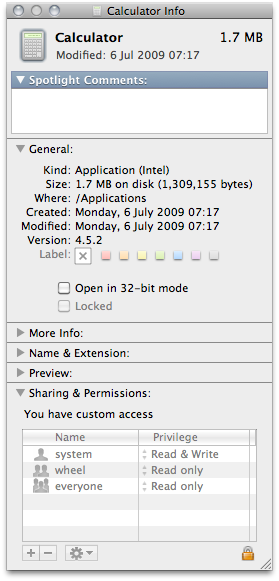 Calculator Info
Calculator 1.7 MB
Modified: 6 Jul 2009 07:17
Spotlight Comments:
General:
Kind: Application (Intel)
Size: 1.7 MB on disk (1,309,155 bytes)
Where: /Applications
Created: Monday, 6 July 2009 07:17
Modified: Monday, 6 July 2009 07:17
Version: 4.5.2
Label:
Open in 32-bit mode
Locked
More Info:
Name & Extension:
Preview:
Sharing & Permissions:
You have custom access
Name Privilege
system Read & Write
wheel Read only
everyone Read only